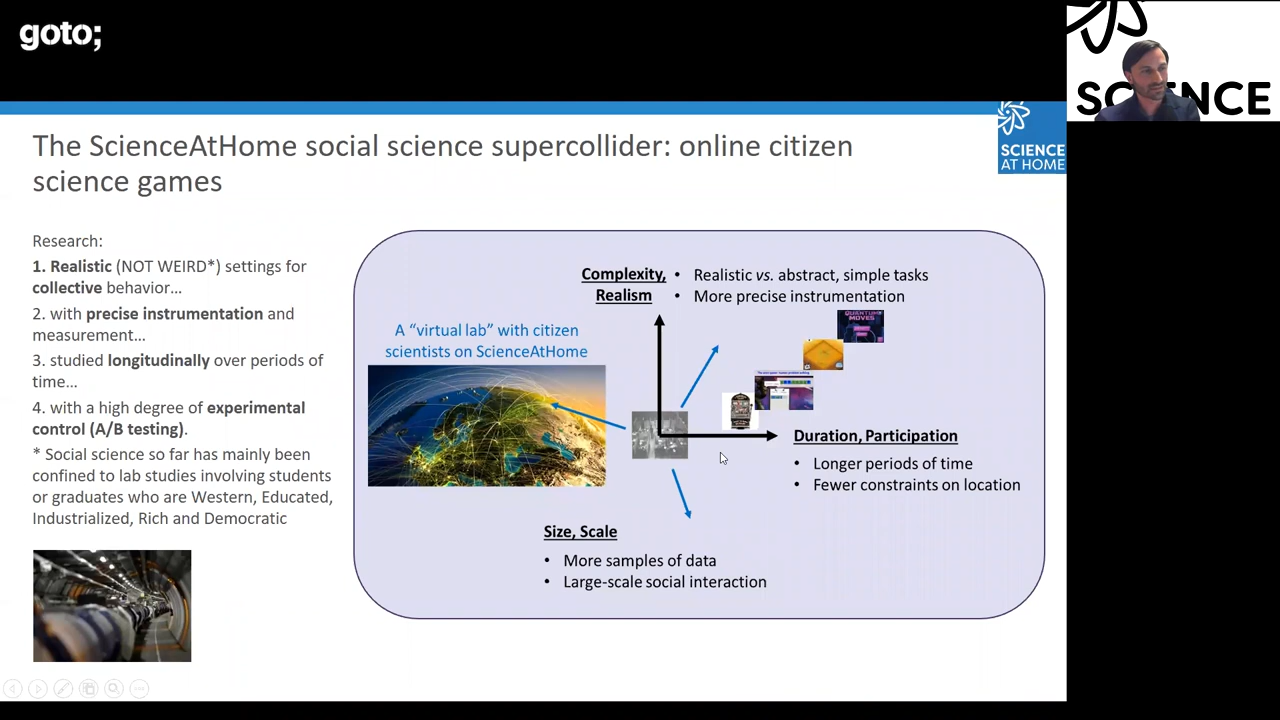 goto;
SCIENCE
The ScienceAtHome social science supercollider: online citizen
science games
SCIENCE
AT HOME
Research:
1. Realistic (NOT WEIRD*) settings for
collective behavior…
2. with precise instrumentation and
measurement…
3. studied longitudinally over periods of
time…
4. with a high degree of experimental
control (A/B testing).
* Social science so far has mainly been
confined to lab studies involving students
or graduates who are Western, Educated,
Industrialized, Rich and Democratic
Complexity,
Realism
• Realistic vs. abstract, simple tasks
• More precise instrumentation
A “virtual lab” with citizen
scientists on ScienceAtHome
QUANTUM
MOVES
Duration, Participation
• Longer periods of time
• Fewer constraints on location
Size, Scale
• More samples of data
• Large-scale social interaction